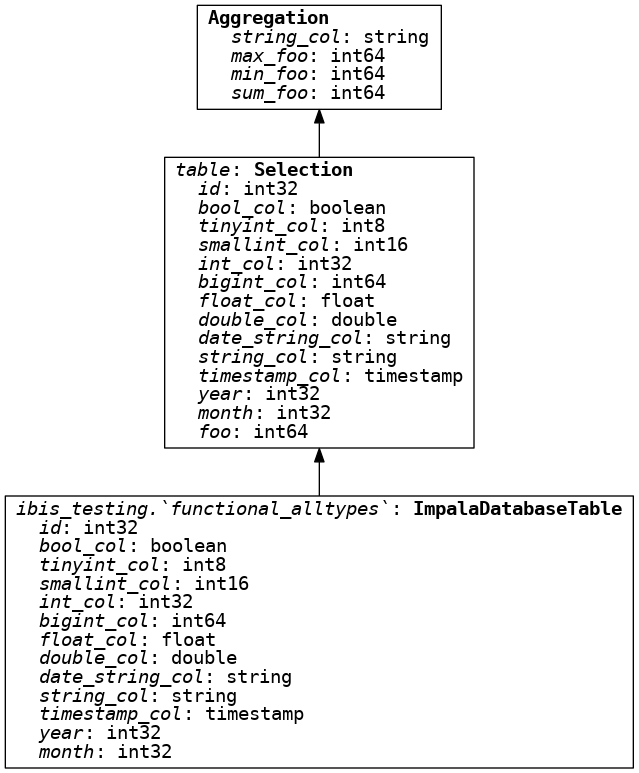 Aggregation
string_col: string
max_foo: int64
min_foo: int64
sum_foo: int64
table: Selection
id: int32
bool_col: boolean
tinyint_col: int8
smallint_col: int16
int_col: int32
bigint_col: int64
float_col: float
double_col: double
date_string_col: string
string_col: string
timestamp_col: timestamp
year: int32
month: int32
foo: int64
ibis_testing.`functional_alltypes`: ImpalaDatabaseTable
id: int32
bool_col: boolean
tinyint_col: int8
smallint_col: int16
int_col: int32
bigint_col: int64
float_col: float
double_col: double
date_string_col: string
string_col: string
timestamp_col: timestamp
year: int32
month: int32